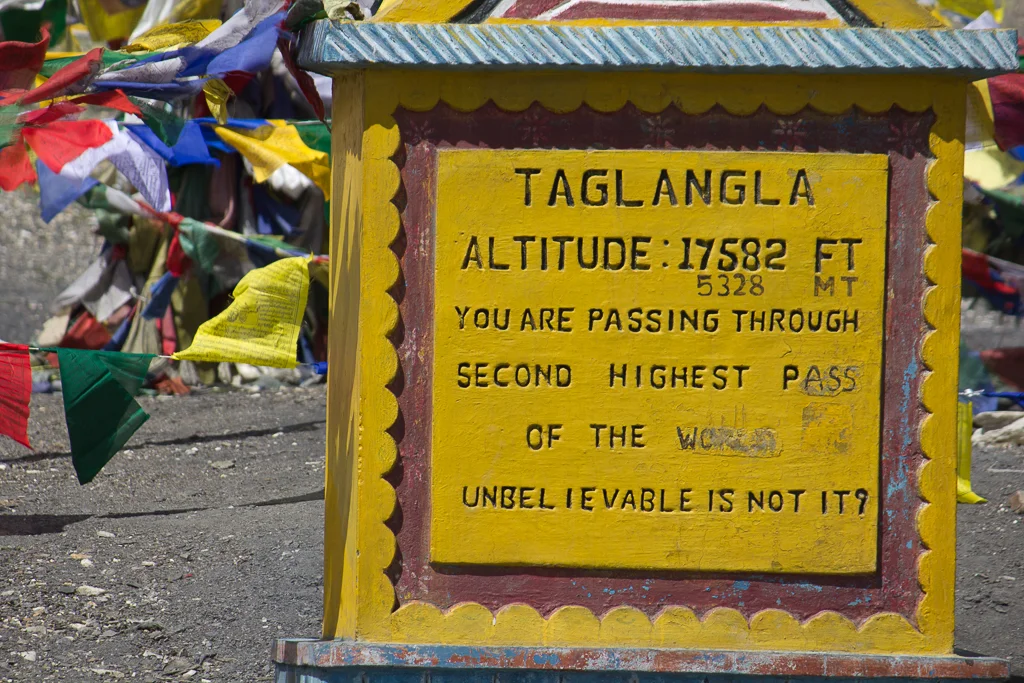 TAGLANGLA
ALTITUDE: 17582 FT
5328 MT
YOU ARE PASSING THROUGH
SECOND HIGHEST PASS
OF THE WORLD
UNBELIEVABLE IS NOT IT?